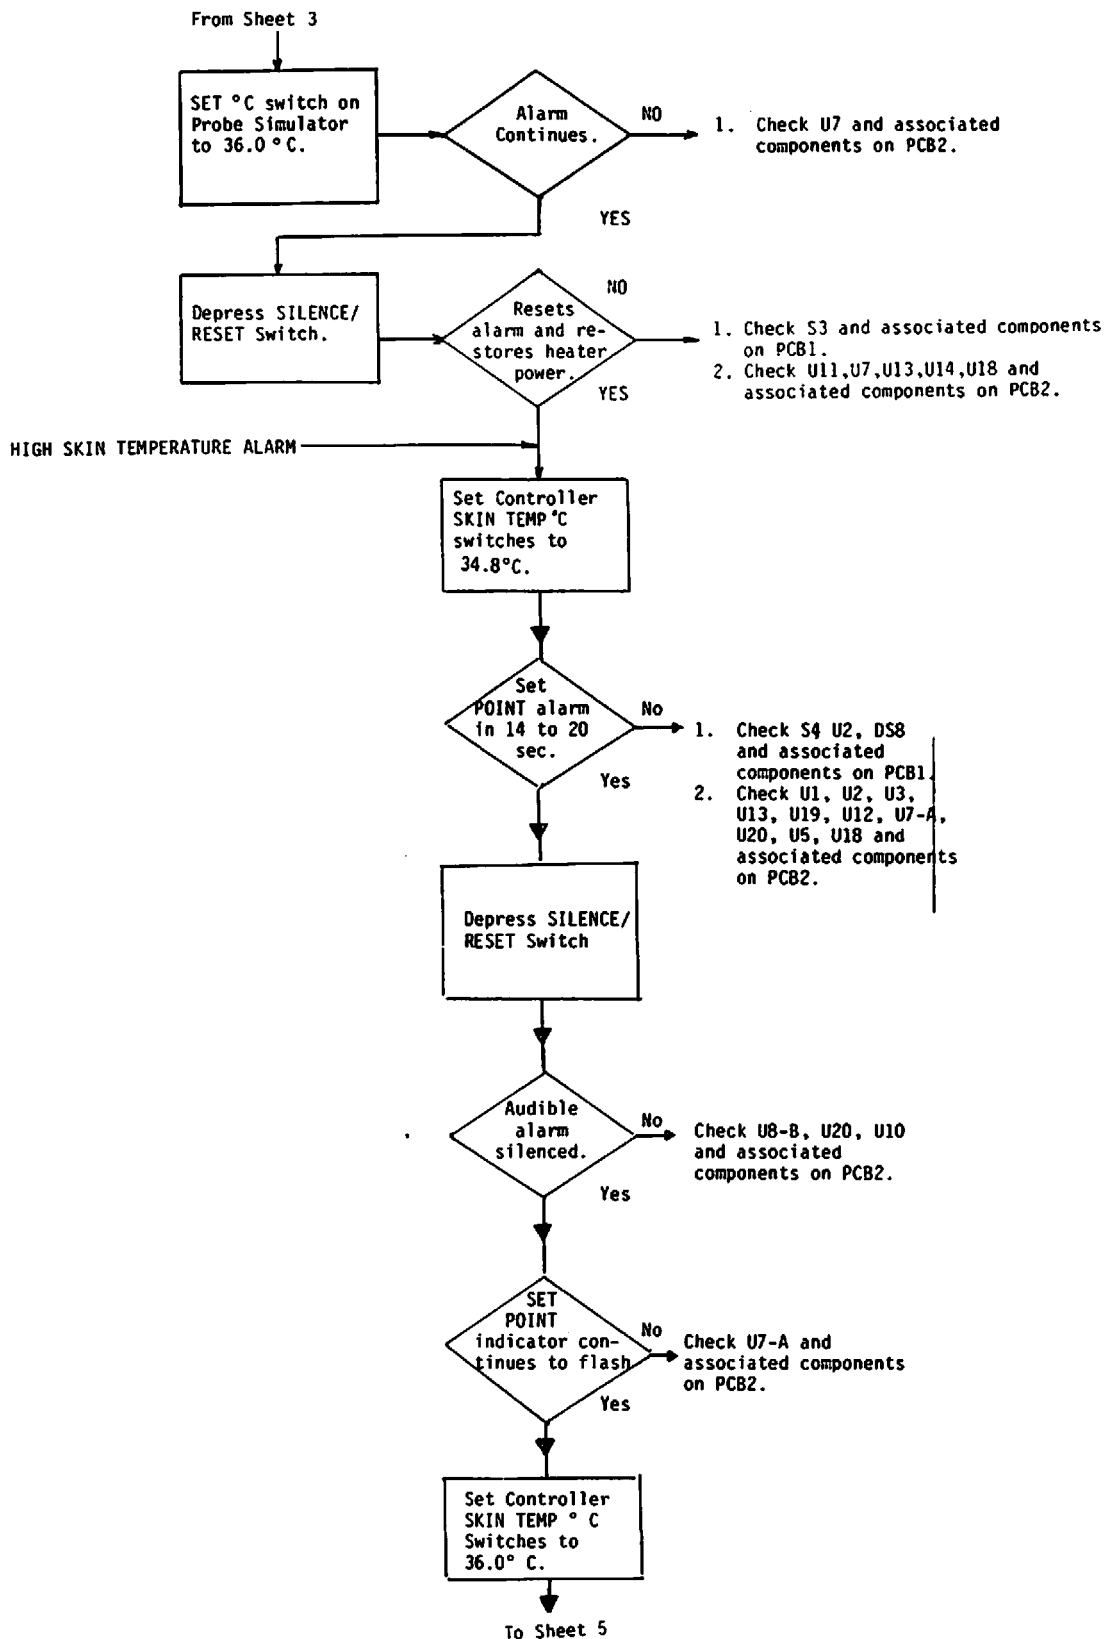 From Sheet 3
SET °C switch on
Probe Simulator
to 36.0 °C.
Alarm
Continues.
NO
1. Check U7 and associated
components on PCB2.
YES
Depress SILENCE/
RESET Switch.
Resets
alarm and re-
stores heater
power.
NO
1. Check S3 and associated components
on PCB1.
2. Check U11,U7,U13,U14,U18 and
associated components on PCB2.
YES
HIGH SKIN TEMPERATURE ALARM
Set Controller
SKIN TEMP °C
switches to
34.8°C.
Set
POINT alarm
in 14 to 20
sec.
No
1. Check S4 U2, DS8
and associated
components on PCB1.
2. Check U1, U2, U3,
U13, U19, U12, U7-A,
U20, U5, U18 and
associated components
on PCB2.
Yes
Depress SILENCE/
RESET Switch
Audible
alarm
silenced.
No
Check U8-B, U20, U10
and associated
components on PCB2.
Yes
SET
POINT
indicator con-
tinues to flash
No
Check U7-A and
associated components
on PCB2.
Yes
Set Controller
SKIN TEMP ° C
Switches to
36.0° C.
To Sheet 5